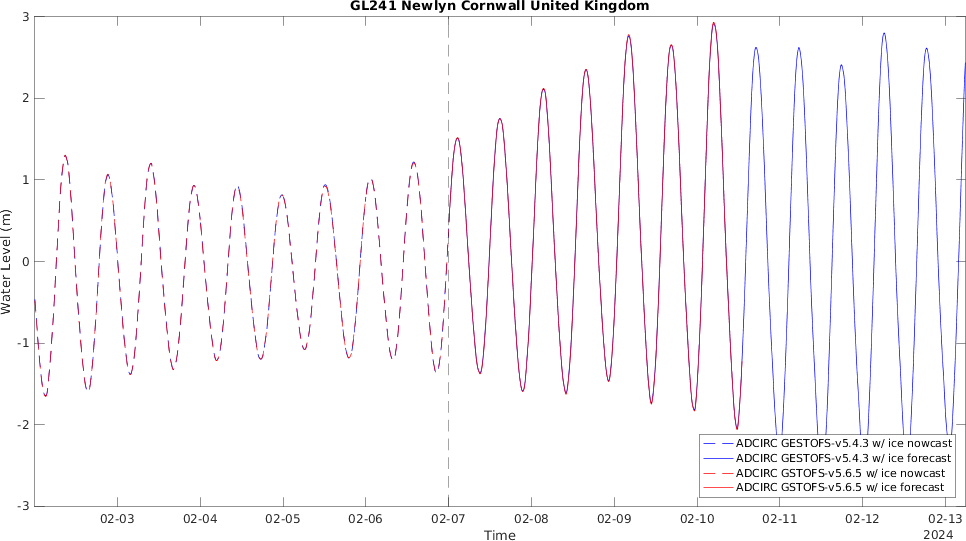 GL241 Newlyn Cornwall United Kingdom
3
2
1
0
-1
-2
-3
Water Level (m)
ADCIRC GESTOFS-v5.4.3 w/ ice nowcast
ADCIRC GESTOFS-v5.4.3 w/ ice forecast
ADCIRC GSTOFS-v5.6.5 w/ ice nowcast
ADCIRC GSTOFS-v5.6.5 w/ ice forecast
02-03 02-04 02-05 02-06 02-07 02-08 02-09 02-10 02-11 02-12 02-13
Time
2024